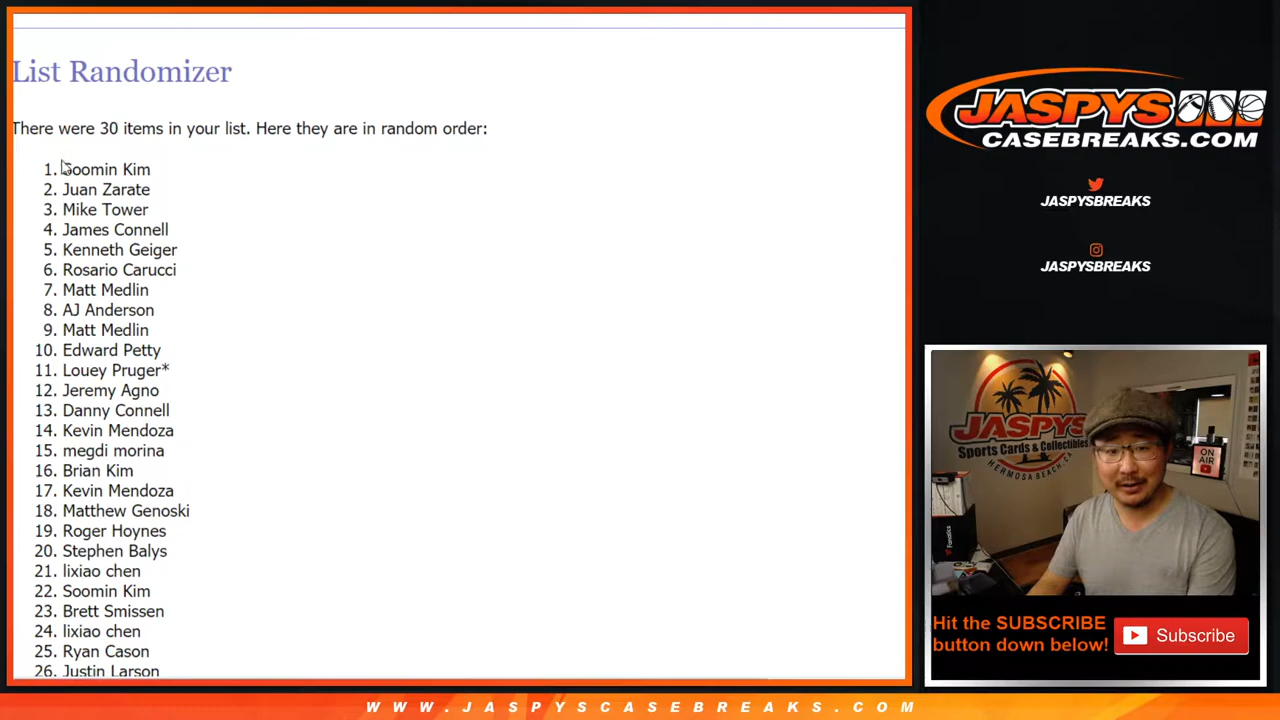 List Randomizer
There were 30 items in your list. Here they are in random order:
1. Soomin Kim
2. Juan Zarate
3. Mike Tower
4. James Connell
5. Kenneth Geiger
6. Rosario Carucci
7. Matt Medlin
8. AJ Anderson
9. Matt Medlin
10. Edward Petty
11. Louey Pruger*
12. Jeremy Agno
13. Danny Connell
14. Kevin Mendoza
15. megdi morina
16. Brian Kim
17. Kevin Mendoza
18. Matthew Genoski
19. Roger Hoynes
20. Stephen Balys
21. lixiao chen
22. Soomin Kim
23. Brett Smissen
24. lixiao chen
25. Ryan Cason
26. Justin Larson
JASPYS
CASEBREAKS.COM
JASPYSBREAKS
JASPYSBREAKS
JASPYS
Sports Cards & Collectibles
HERMOSA BEACH, CA
ON
AIR
Fanatics
Hit the SUBSCRIBE
button down below!
Subscribe
WWW.JASPYSCASEBREAKS.COM